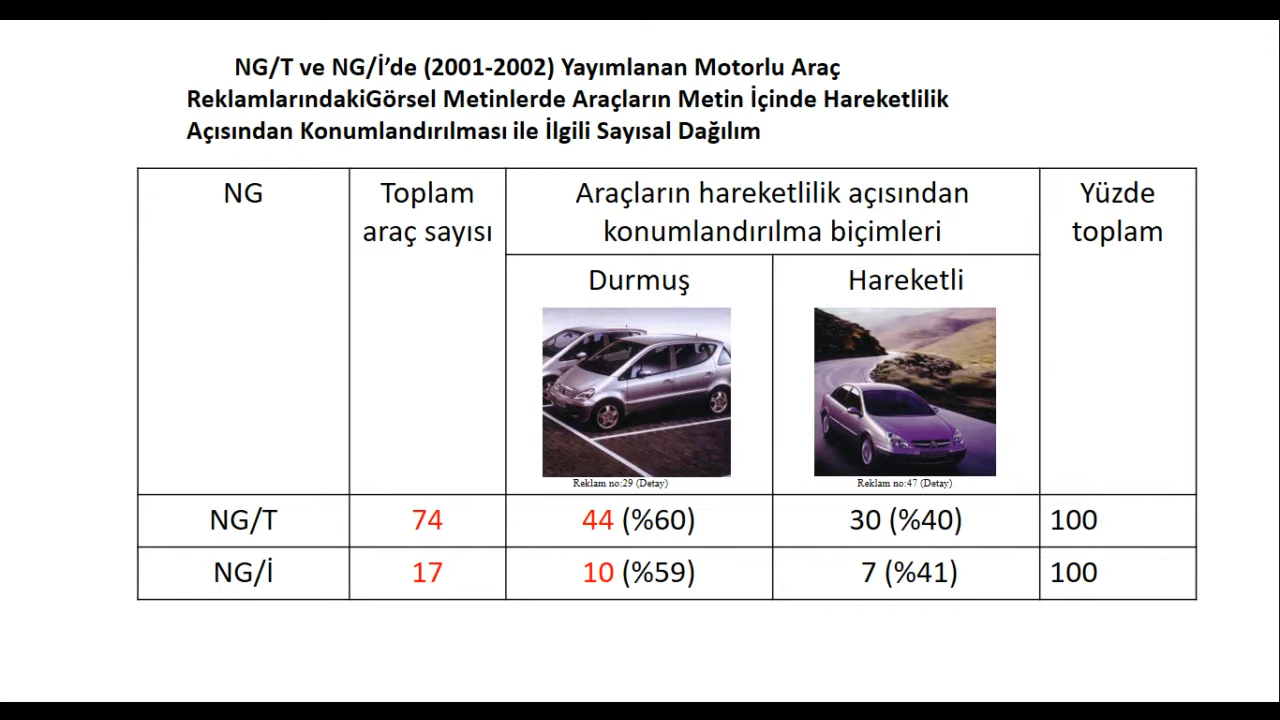 NG/T ve NG/İ’de (2001-2002) Yayımlanan Motorlu Araç
ReklamlarındakiGörsel Metinlerde Araçların Metin İçinde Hareketlilik
Açısından Konumlandırılması ile İlgili Sayısal Dağılım
NG
Toplam
araç sayısı
Araçların hareketlilik açısından
konumlandırılma biçimleri
Yüzde
toplam
Durmuş
Hareketli
Reklam no:29 (Detay)
Reklam no:47 (Detay)
NG/T 74 44 (%60) 30 (%40) 100
NG/İ 17 10 (%59) 7 (%41) 100